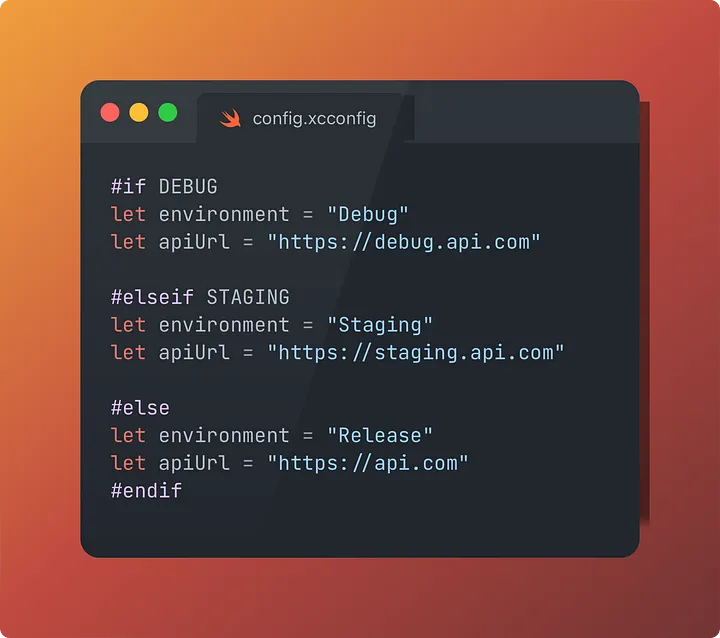 config.xcconfig
#if DEBUG
let environment = "Debug"
let apiUrl = "https://debug.api.com"
#elseif STAGING
let environment = "Staging"
let apiUrl = "https://staging.api.com"
#else
let environment = "Release"
let apiUrl = "https://api.com"
#endif